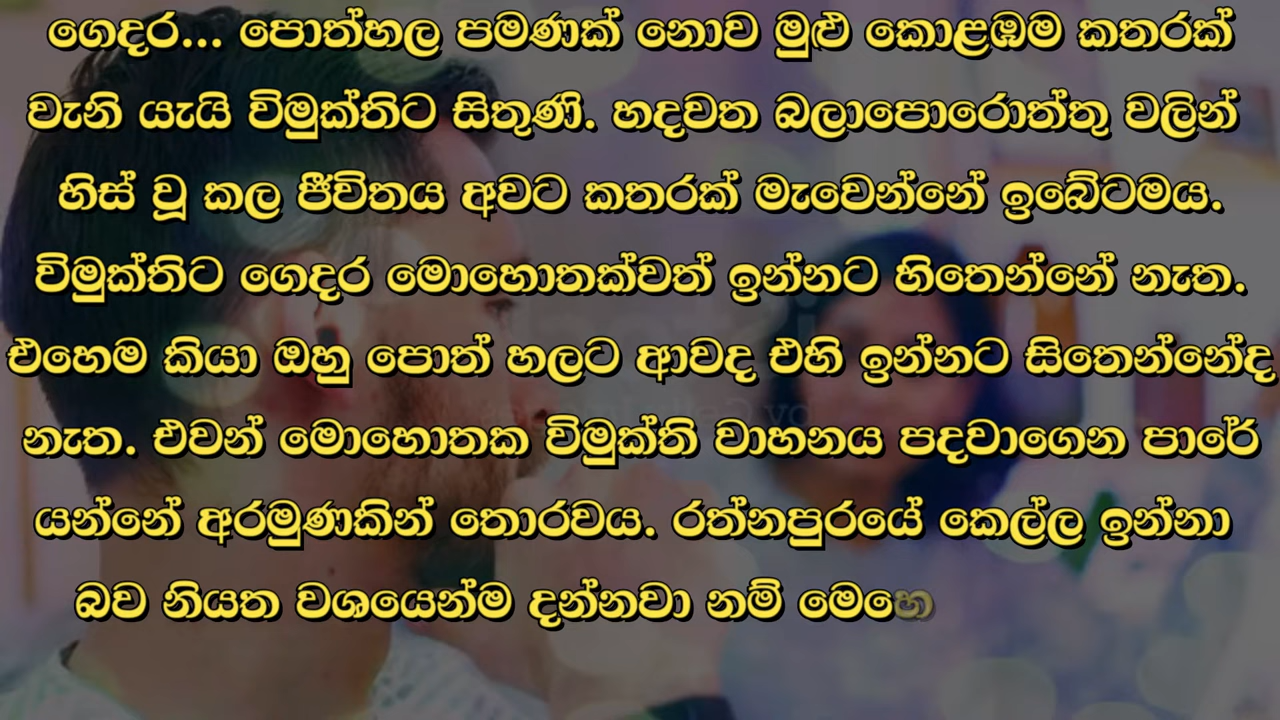 ගෙදර... පොත්හල පමණක් නොව මුළු කොළඹම කතරක්
වැනි යැයි විමුක්තිට සිතුණි. හදවත බලාපොරොත්තු වලින්
හිස් වූ කල ජීවිතය අවට කතරක් මැවෙන්නේ ඉබේටමය.
විමුක්තිට ගෙදර මොහොතක්වත් ඉන්නට හිතෙන්නේ නැත.
එහෙම කියා ඔහු පොත් හලට ආවද එහි ඉන්නට සිතෙන්නේද
නැත. එවන් මොහොතක විමුක්ති වාහනය පදවාගෙන පාරේ
යන්නේ අරමුණකින් තොරවය. රත්නපුරයේ කෙල්ල ඉන්නා
බව නියත වශයෙන්ම දන්නවා නම් මෙහෙ